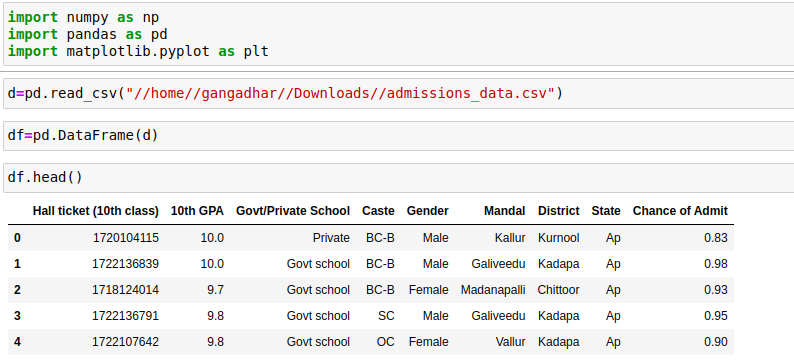 import numpy as np
import pandas as pd
import matplotlib.pyplot as plt
d=pd.read_csv("//home//gangadhar//Downloads//admissions_data.csv")
df=pd.DataFrame(d)
df.head()
Hall ticket (10th class) 10th GPA Govt/Private School Caste Gender Mandal District State Chance of Admit
0 1720104115 10.0 Private BC-B Male Kallur Kurnool Ap 0.83
1 1722136839 10.0 Govt school BC-B Male Galiveedu Kadapa Ap 0.98
2 1718124014 9.7 Govt school BC-B Female Madanapalli Chittoor Ap 0.93
3 1722136791 9.8 Govt school SC Male Galiveedu Kadapa Ap 0.95
4 1722107642 9.8 Govt school OC Female Vallur Kadapa Ap 0.90